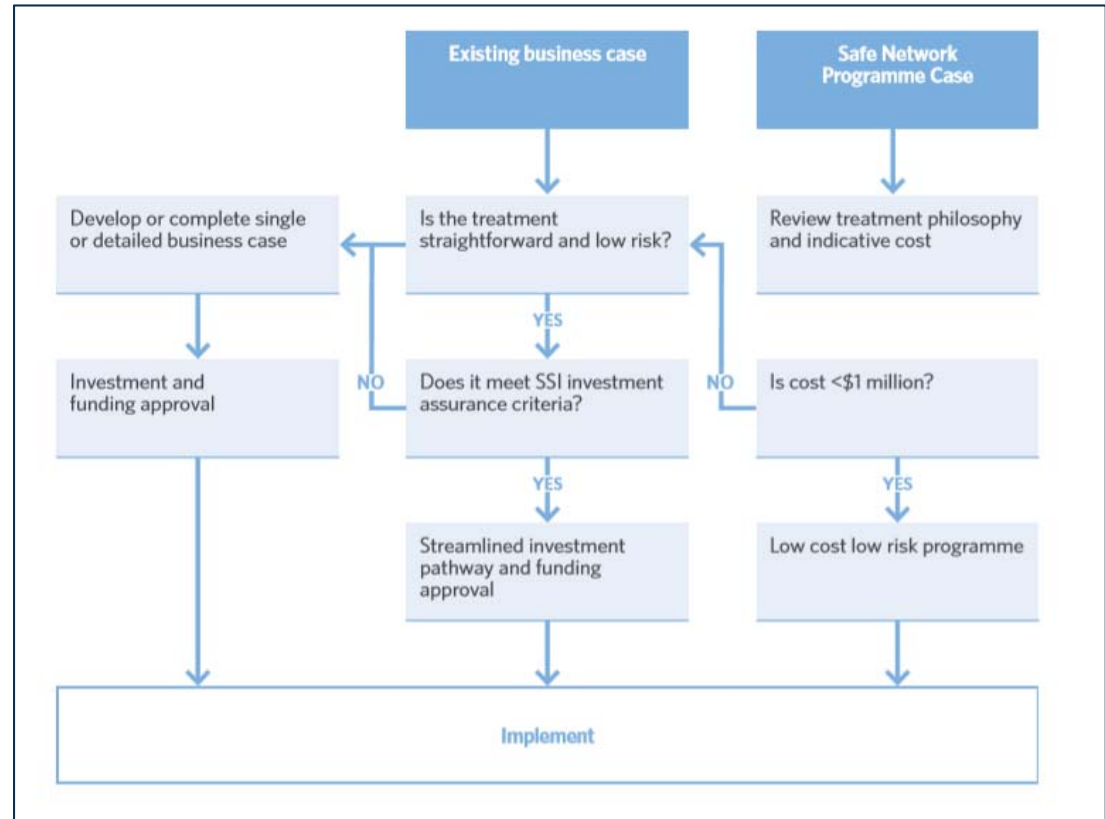 Existing business case
Safe Network
Programme Case
Develop or complete single
or detailed business case
Is the treatment
straightforward and low risk?
Review treatment philosophy
and indicative cost
YES
Investment and
funding approval
NO
Does it meet SSI investment
assurance criteria?
NO
Is cost <$1 million?
YES
YES
Streamlined investment
pathway and funding
approval
Low cost low risk programme
Implement